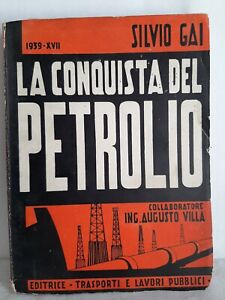 SILVIO GAI
1939-XVII
LA CONQUISTA DEL
PETROLIO
COLLABORATORE
ING. AUGUSTO VILLA
EDITRICE - TRASPORTI E LAVORI PUBBLICI -